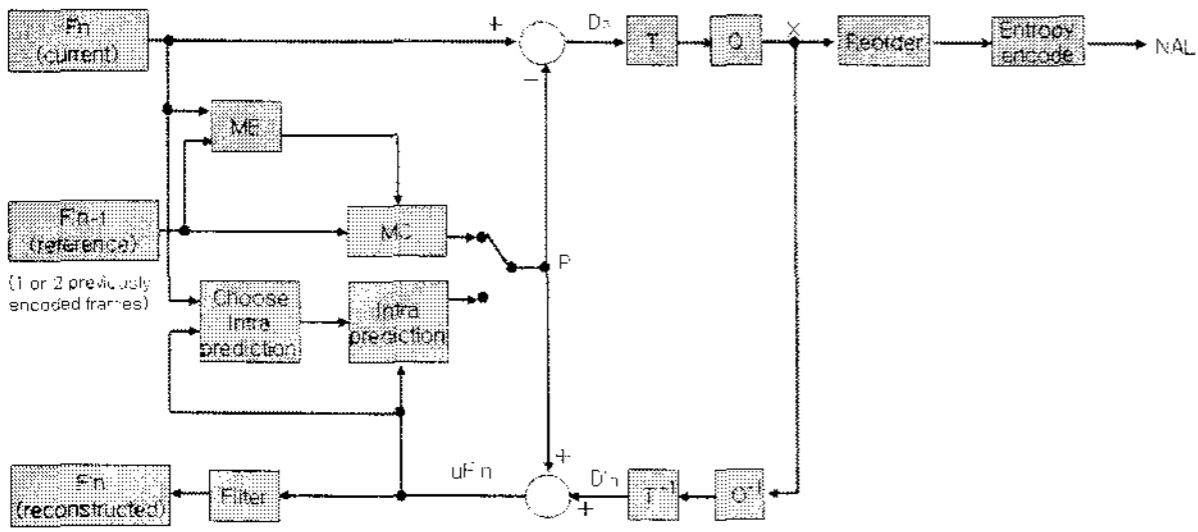 Fn
(current)
+
Dn
T
Q
X
Reorder
Entropy
encode
NAL
−
ME
F'n-1
(reference)
(1 or 2 previously
encoded frames)
MC
P
Choose
Intra
prediction
Intra
prediction
+
F'n
(reconstructed)
Filter
uF'n
+
D'n
T-1
Q-1